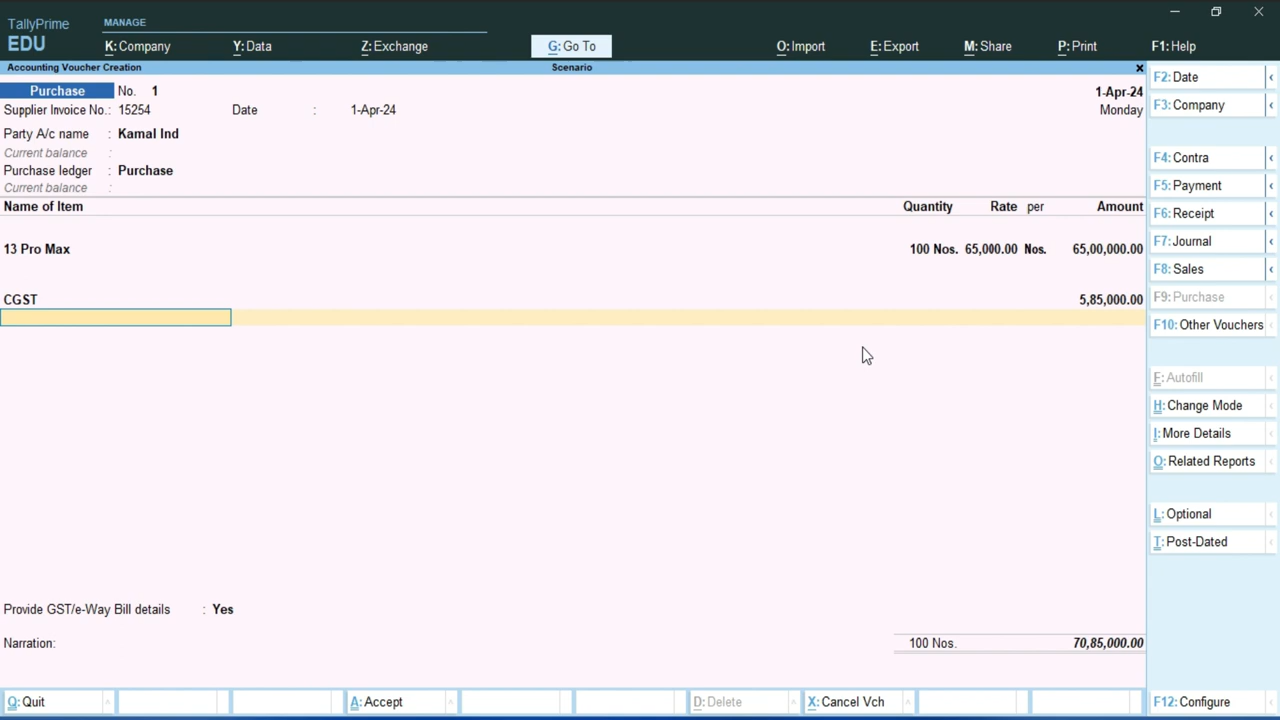 TallyPrime
EDU
MANAGE
K: Company
Y: Data
Z: Exchange
G: Go To
O: Import
E: Export
M: Share
P: Print
F1: Help
Accounting Voucher Creation
Scenario
Purchase No. 1
1-Apr-24
Supplier Invoice No.: 15254 Date : 1-Apr-24
Monday
Party A/c name : Kamal Ind
Current balance :
Purchase ledger : Purchase
Current balance :
Name of Item Quantity Rate per Amount
13 Pro Max 100 Nos. 65,000.00 Nos. 65,00,000.00
CGST 5,85,000.00
Provide GST/e-Way Bill details : Yes
Narration: 100 Nos. 70,85,000.00
Q: Quit
A: Accept
D: Delete
X: Cancel Vch
F2: Date
F3: Company
F4: Contra
F5: Payment
F6: Receipt
F7: Journal
F8: Sales
F9: Purchase
F10: Other Vouchers
F: Autofill
H: Change Mode
I: More Details
O: Related Reports
L: Optional
T: Post-Dated
F12: Configure